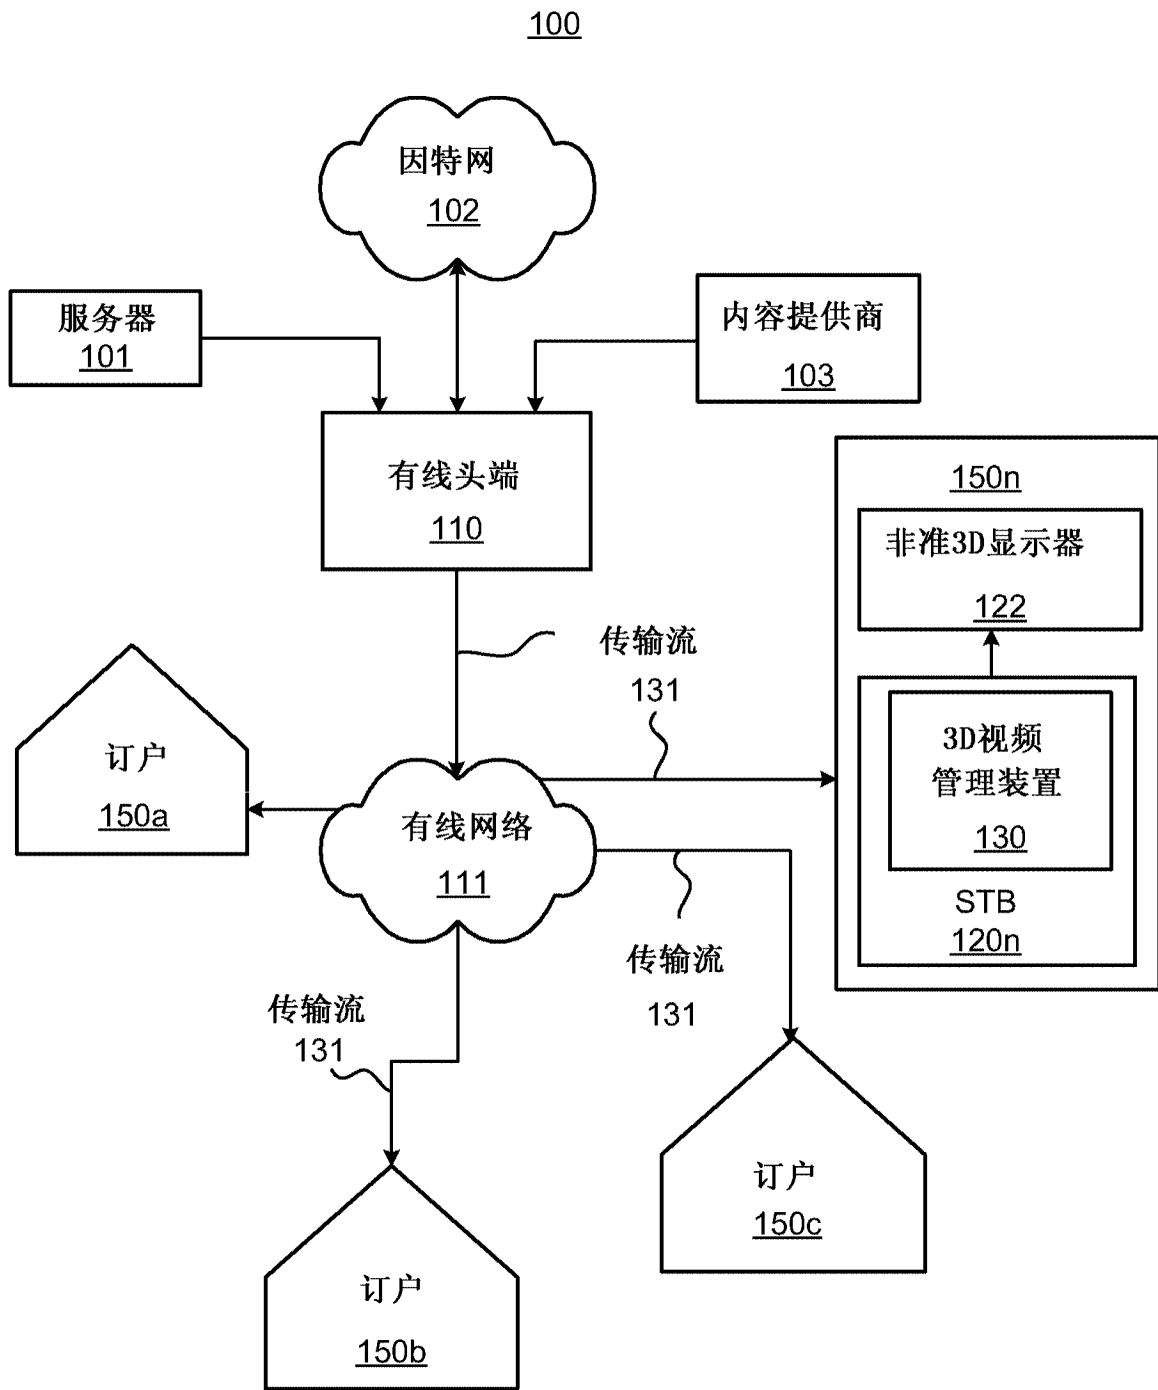 100
因特网
102
服务器
101
内容提供商
103
有线头端
110
150n
非准3D显示器
122
传输流
131
3D视频
管理装置
130
STB
120n
订户
150a
有线网络
111
传输流
131
传输流
131
订户
150c
订户
150b